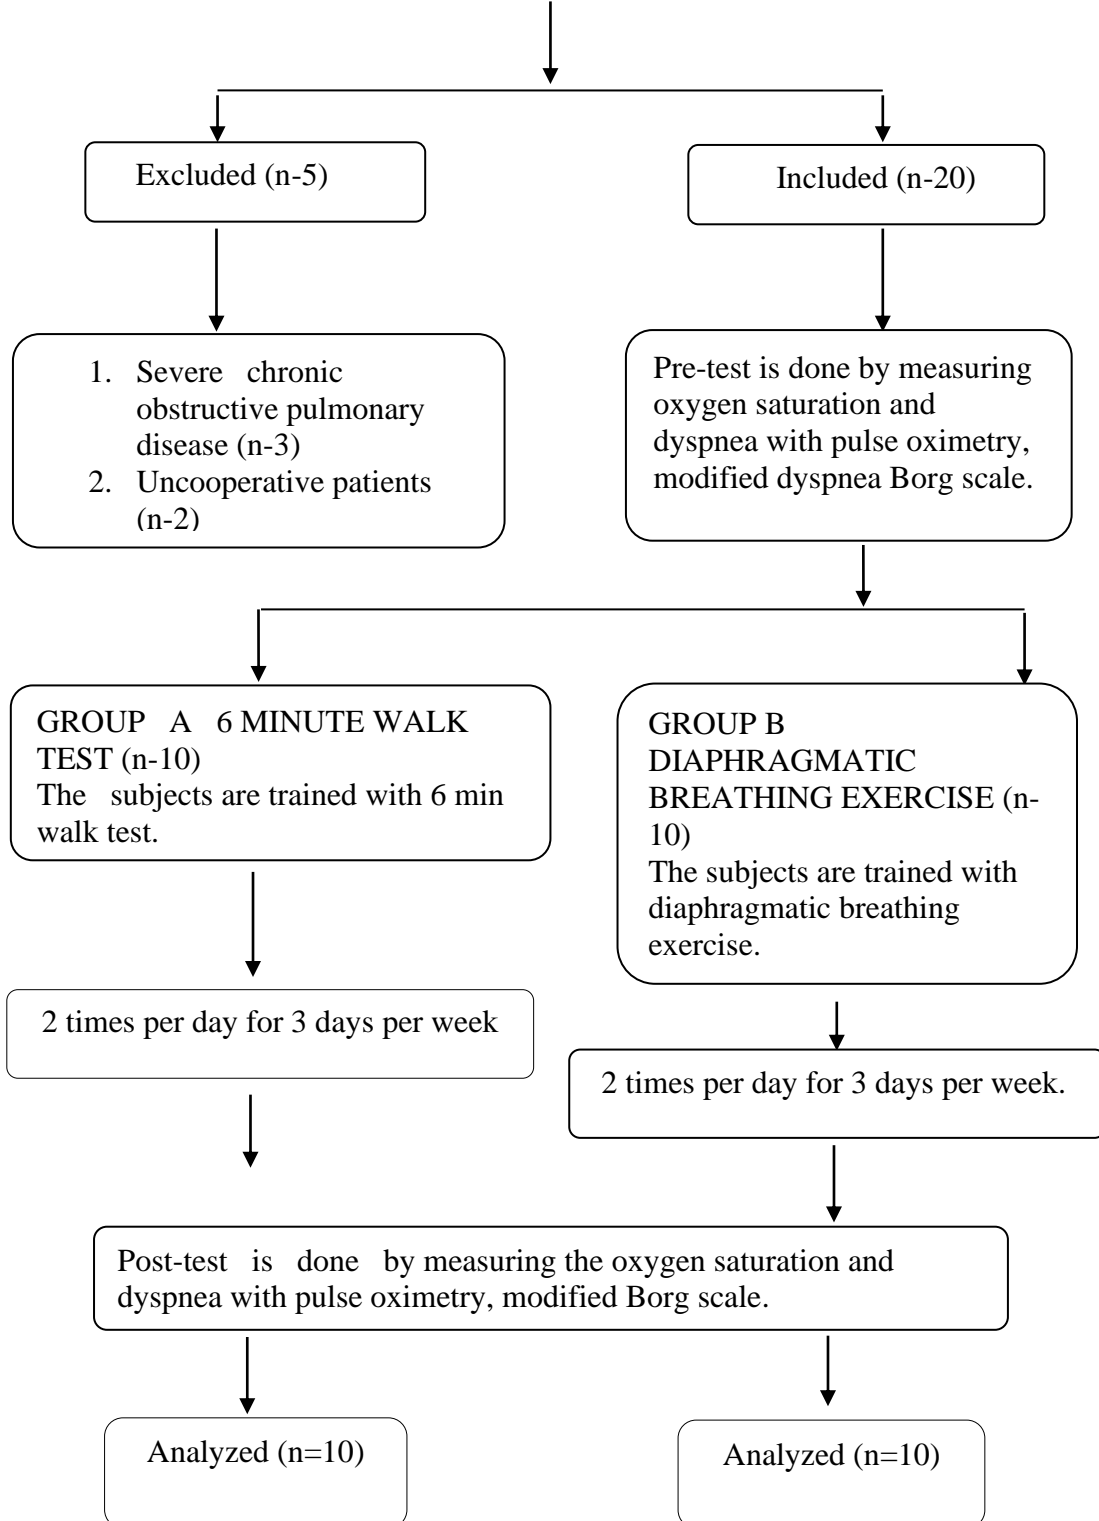 Excluded (n-5)
Included (n-20)
1. Severe chronic
obstructive pulmonary
disease (n-3)
2. Uncooperative patients
(n-2)
Pre-test is done by measuring
oxygen saturation and
dyspnea with pulse oximetry,
modified dyspnea Borg scale.
GROUP A 6 MINUTE WALK
TEST (n-10)
The subjects are trained with 6 min
walk test.
GROUP B
DIAPHRAGMATIC
BREATHING EXERCISE (n-
10)
The subjects are trained with
diaphragmatic breathing
exercise.
2 times per day for 3 days per week
2 times per day for 3 days per week.
Post-test is done by measuring the oxygen saturation and
dyspnea with pulse oximetry, modified Borg scale.
Analyzed (n=10)
Analyzed (n=10)